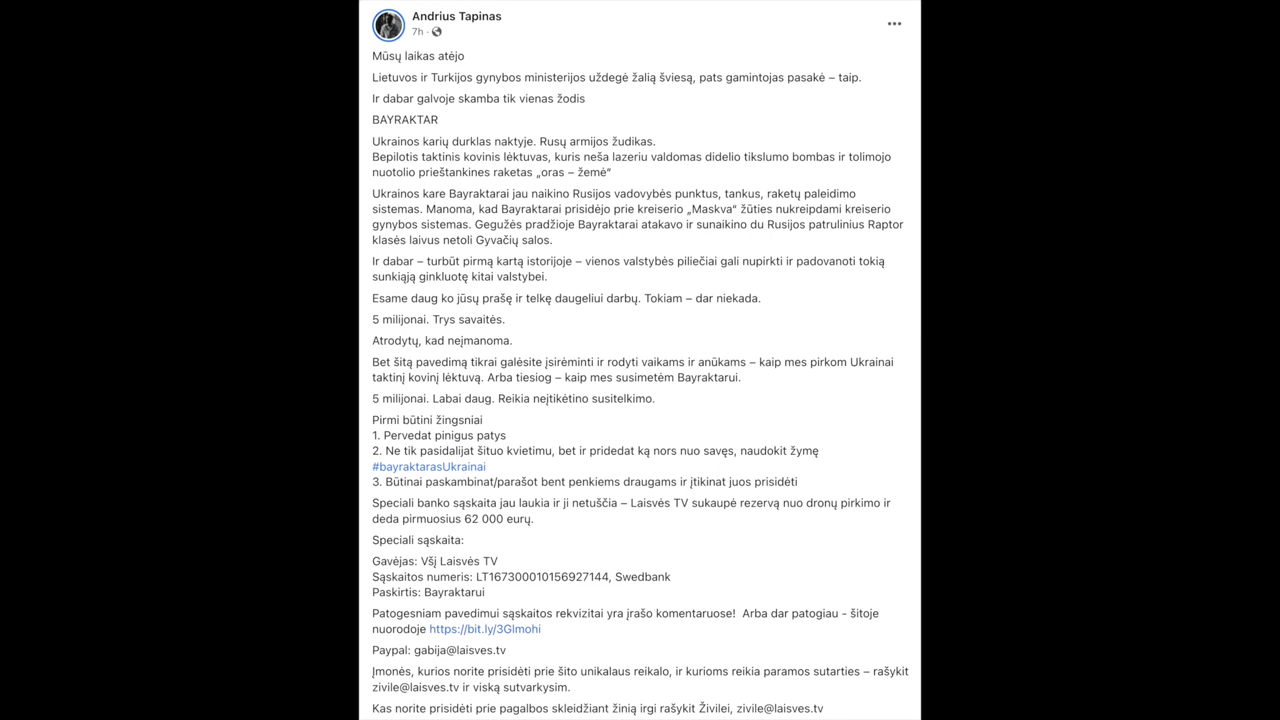 Andrius Tapinas
7h ·
Mūsų laikas atėjo
Lietuvos ir Turkijos gynybos ministerijos uždegė žalią šviesą, pats gamintojas pasakė – taip.
Ir dabar galvoje skamba tik vienas žodis
BAYRAKTAR
Ukrainos karių durklas naktyje. Rusų armijos žudikas.
Bepilotis taktinis kovinis lėktuvas, kuris neša lazeriu valdomas didelio tikslumo bombas ir tolimojo
nuotolio prieštankines raketas „oras – žemė“
Ukrainos kare Bayraktarai jau naikino Rusijos vadovybės punktus, tankus, raketų paleidimo
sistemas. Manoma, kad Bayraktarai prisidėjo prie kreiserio „Maskva“ žūties nukreipdami kreiserio
gynybos sistemas. Gegužės pradžioje Bayraktarai atakavo ir sunaikino du Rusijos patrulinius Raptor
klasės laivus netoli Gyvačių salos.
Ir dabar – turbūt pirmą kartą istorijoje – vienos valstybės piliečiai gali nupirkti ir padovanoti tokią
sunkiąją ginkluotę kitai valstybei.
Esame daug ko jūsų prašę ir telkę daugeliui darbų. Tokiam – dar niekada.
5 milijonai. Trys savaitės.
Atrodytų, kad neįmanoma.
Bet šitą pavedimą tikrai galėsite įsirėminti ir rodyti vaikams ir anūkams – kaip mes pirkom Ukrainai
taktinį kovinį lėktuvą. Arba tiesiog – kaip mes susimetėm Bayraktarui.
5 milijonai. Labai daug. Reikia neįtikėtino susitelkimo.
Pirmi būtini žingsniai
1. Pervedat pinigus patys
2. Ne tik pasidalijat šituo kvietimu, bet ir pridedat ką nors nuo savęs, naudokit žymę
#bayraktarasUkrainai
3. Būtinai paskambinat/parašot bent penkiems draugams ir įtikinat juos prisidėti
Speciali banko sąskaita jau laukia ir ji netuščia – Laisvės TV sukaupė rezervą nuo dronų pirkimo ir
deda pirmuosius 62 000 eurų.
Speciali sąskaita:
Gavėjas: Všį Laisvės TV
Sąskaitos numeris: LT167300010156927144, Swedbank
Paskirtis: Bayraktarui
Patogesniam pavedimui sąskaitos rekvizitai yra įrašo komentaruose! Arba dar patogiau - šitoje
nuorodoje https://bit.ly/3Glmohi
Paypal: gabija@laisves.tv
Įmonės, kurios norite prisidėti prie šito unikalaus reikalo, ir kurioms reikia paramos sutarties – rašykit
zivile@laisves.tv ir viską sutvarkysim.
Kas norite prisidėti prie pagalbos skleidžiant žinią irgi rašykit Živilei, zivile@laisves.tv